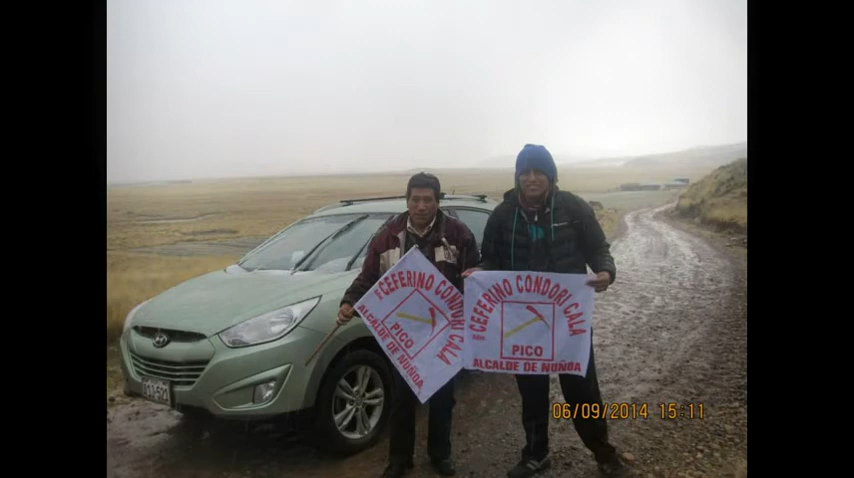 CEFERINO CONDORI CALA
PICO
ALCALDE DE NUÑOA
CEFERINO CONDORI CALA
PICO
ALCALDE DE NUÑOA
06/09/2014 15:11